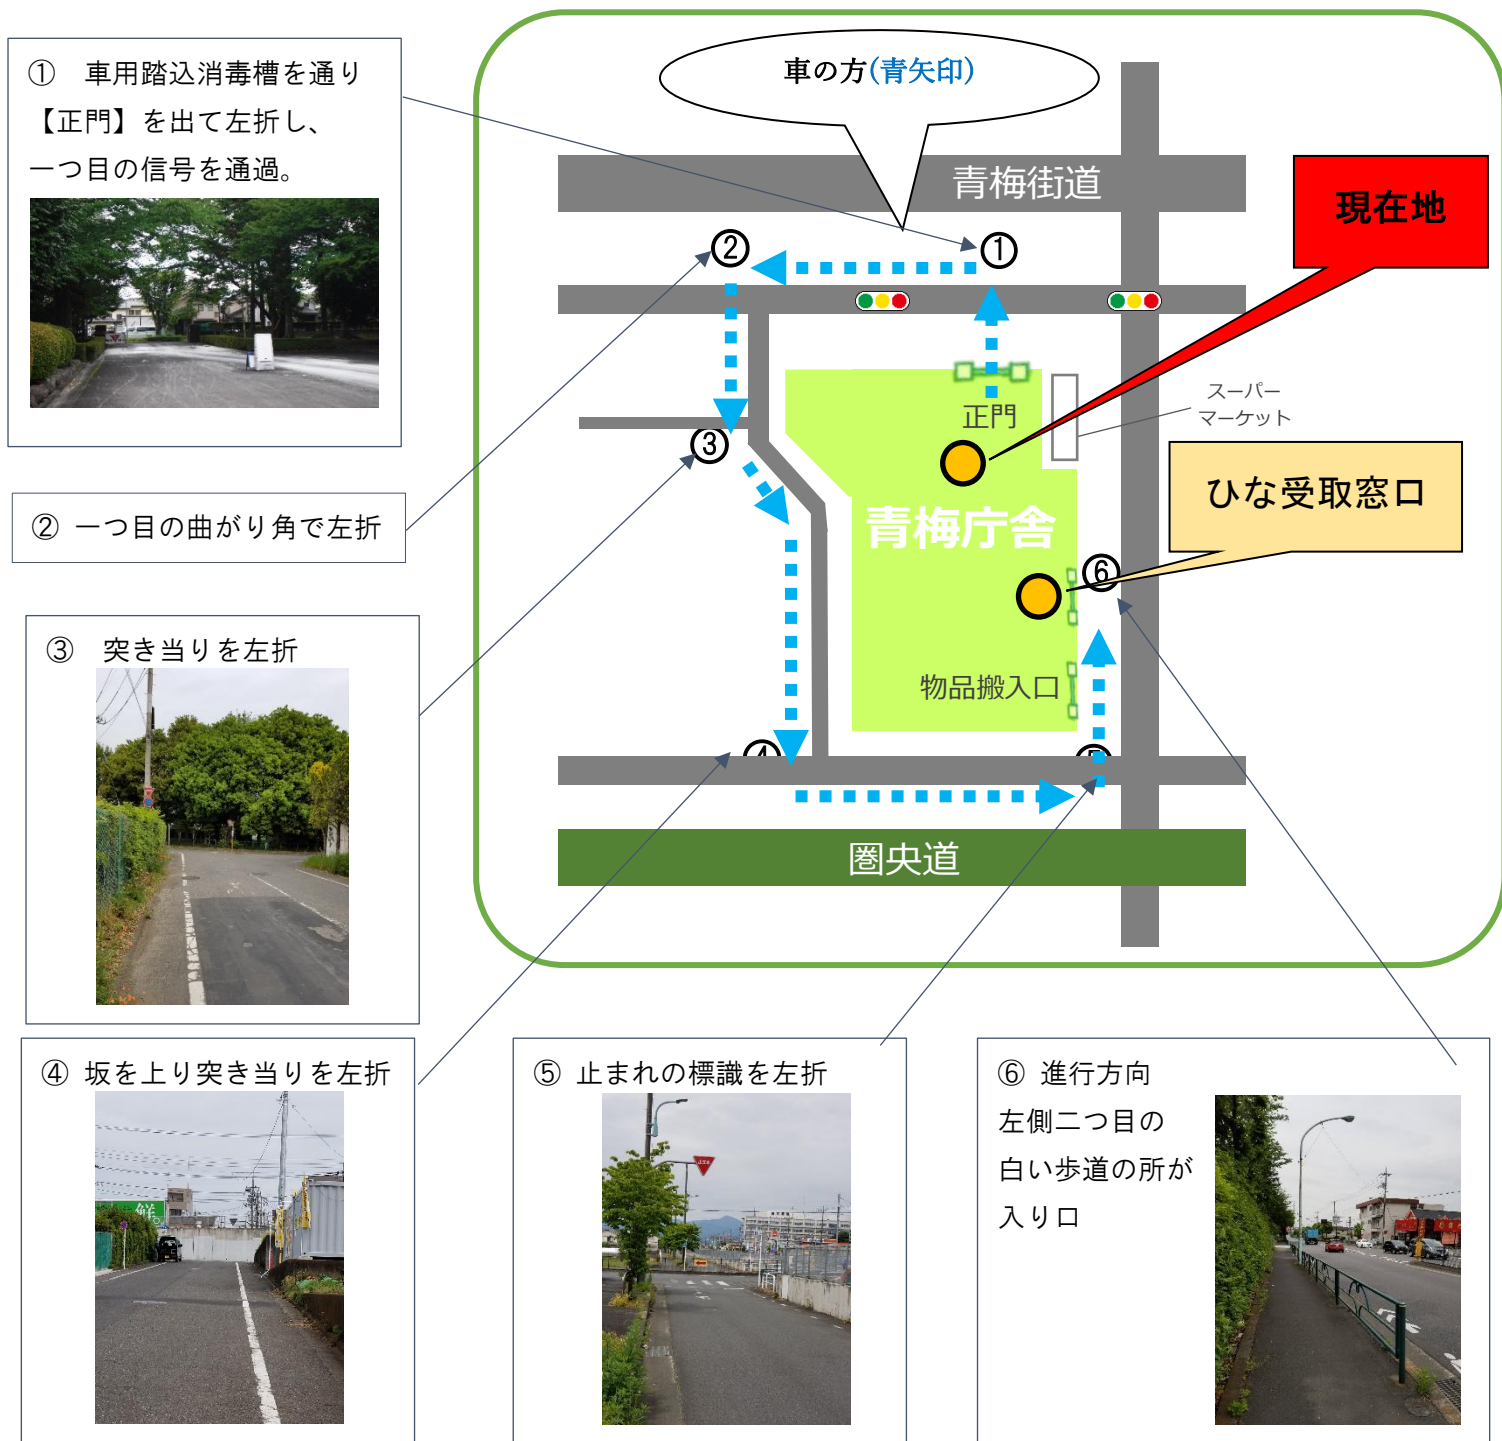 ① 車用踏込消毒槽を通り
【正門】を出て左折し、
一つ目の信号を通過。
② 一つ目の曲がり角で左折
③ 突き当りを左折
④ 坂を上り突き当りを左折
⑤ 止まれの標識を左折
⑥ 進行方向
左側二つ目の
白い歩道の所が
入り口
車の方(青矢印)
青梅街道
現在地
②
①
スーパー
マーケット
正門
③
ひな受取窓口
青梅庁舎
⑥
物品搬入口
④
⑤
圏央道
鮮